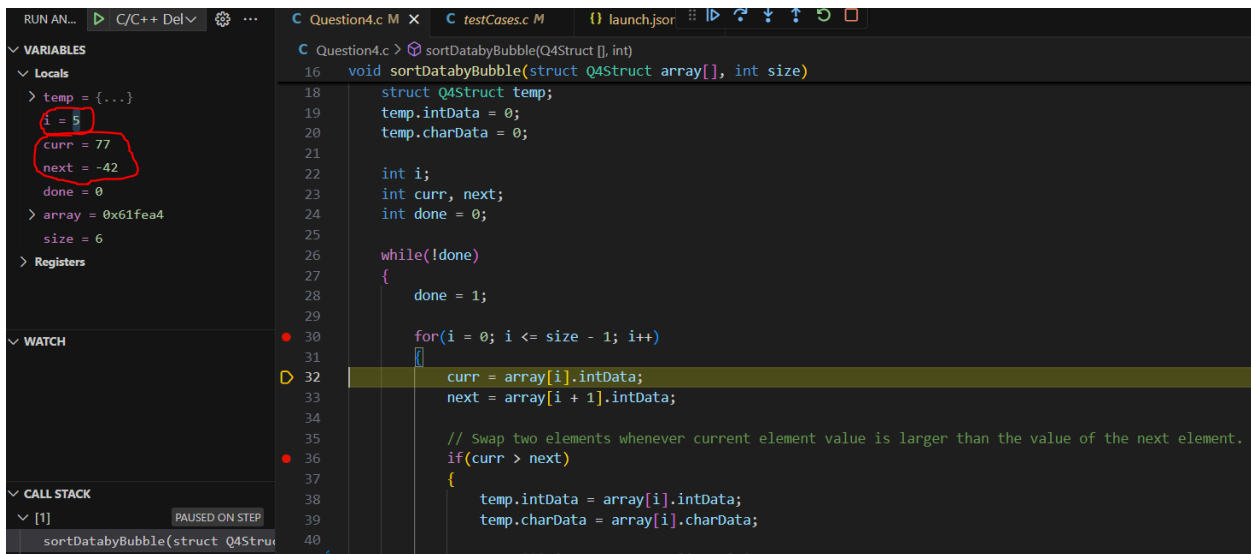 RUN AN... C/C++ Del ...
Question4.c M
testCases.c M
{} launch.json
VARIABLES
Locals
temp = {...}
i = 5
curr = 77
next = -42
done = 0
array = 0x61fea4
size = 6
Registers
WATCH
CALL STACK
[1] PAUSED ON STEP
sortDatabyBubble(struct Q4Struc
C Question4.c > sortDatabyBubble(Q4Struct [], int)
16 void sortDatabyBubble(struct Q4Struct array[], int size)
18 struct Q4Struct temp;
19 temp.intData = 0;
20 temp.charData = 0;
21
22 int i;
23 int curr, next;
24 int done = 0;
25
26 while(!done)
27 {
28 done = 1;
29
30 for(i = 0; i <= size - 1; i++)
31 {
32 curr = array[i].intData;
33 next = array[i + 1].intData;
34
35 // Swap two elements whenever current element value is larger than the value of the next element.
36 if(curr > next)
37 {
38 temp.intData = array[i].intData;
39 temp.charData = array[i].charData;
40